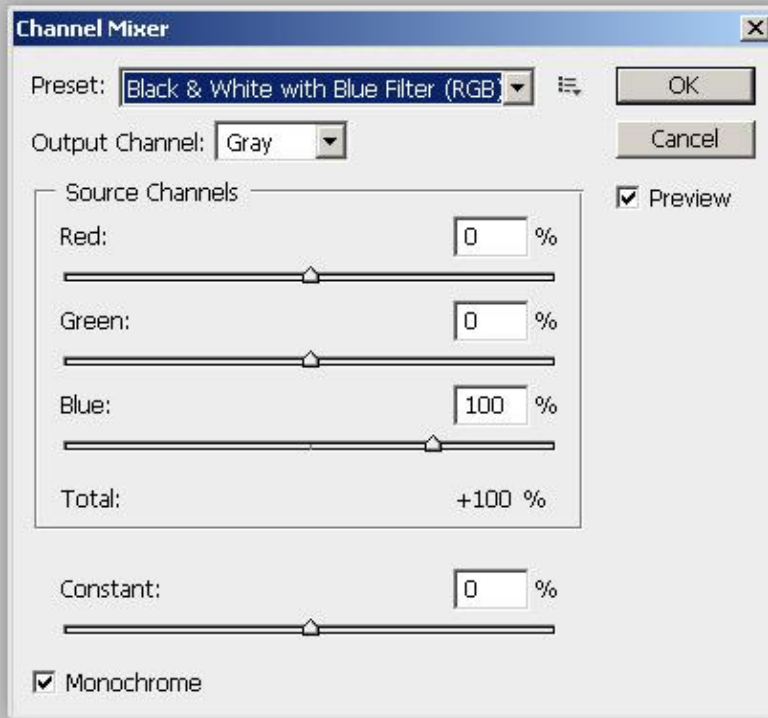 Channel Mixer
Preset: Black & White with Blue Filter (RGB) OK
Output Channel: Gray Cancel
Source Channels Preview
Red: 0 %
Green: 0 %
Blue: 100 %
Total: +100 %
Constant: 0 %
Monochrome